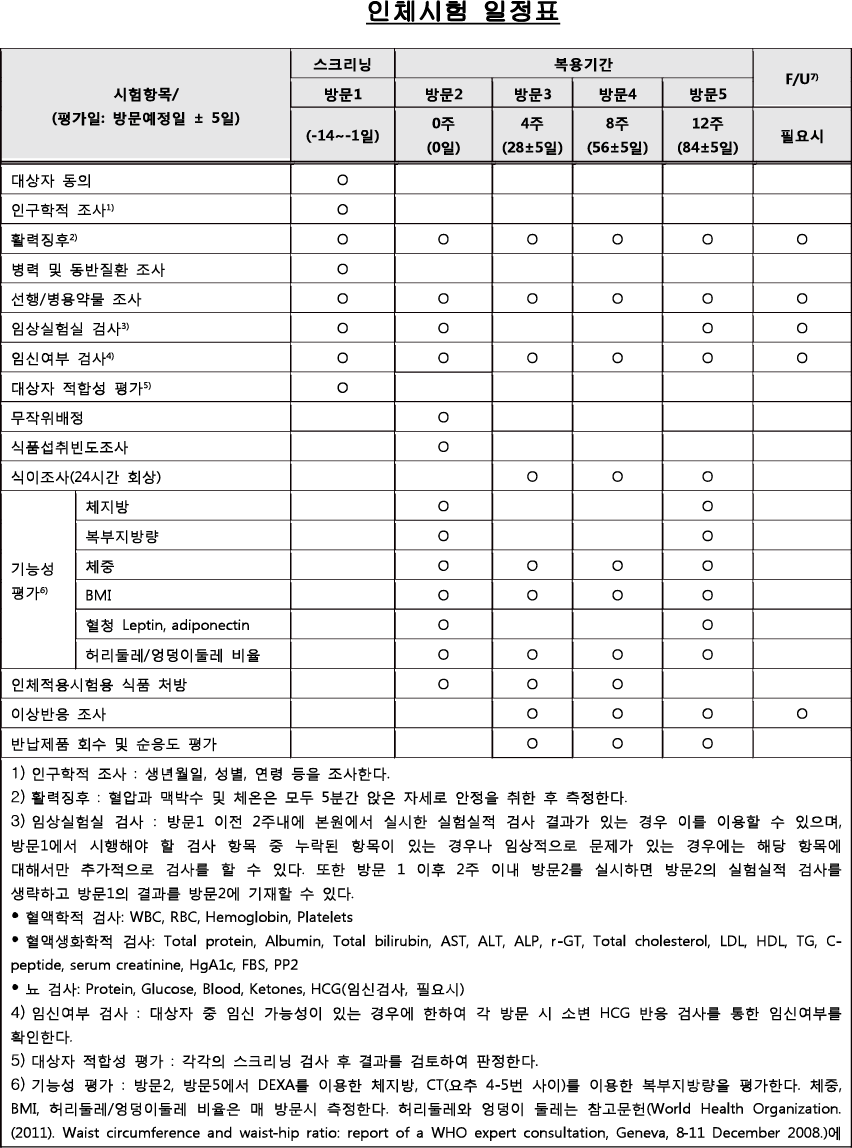 인체시험 일정표
시험항목/
(평가일: 방문예정일 ± 5일)
스크리닝
복용기간
F/U7)
방문1
방문2
방문3
방문4
방문5
(-14~-1일)
0주
(0일)
4주
(28±5일)
8주
(56±5일)
12주
(84±5일)
필요시
대상자 동의 O
인구학적 조사1) O
활력징후2) O O O O O O
병력 및 동반질환 조사 O
선행/병용약물 조사 O O O O O O
임상실험실 검사3) O O O O
임신여부 검사4) O O O O O O
대상자 적합성 평가5) O
무작위배정 O
식품섭취빈도조사 O
식이조사(24시간 회상) O O O
기능성
평가6)
체지방 O O
복부지방량 O O
체중 O O O O
BMI O O O O
혈청 Leptin, adiponectin O O
허리둘레/엉덩이둘레 비율 O O O O
인체적용시험용 식품 처방 O O O
이상반응 조사 O O O O
반납제품 회수 및 순응도 평가 O O O
1) 인구학적 조사 : 생년월일, 성별, 연령 등을 조사한다.
2) 활력징후 : 혈압과 맥박수 및 체온은 모두 5분간 앉은 자세로 안정을 취한 후 측정한다.
3) 임상실험실 검사 : 방문1 이전 2주내에 본원에서 실시한 실험실적 검사 결과가 있는 경우 이를 이용할 수 있으며,
방문1에서 시행해야 할 검사 항목 중 누락된 항목이 있는 경우나 임상적으로 문제가 있는 경우에는 해당 항목에
대해서만 추가적으로 검사를 할 수 있다. 또한 방문 1 이후 2주 이내 방문2를 실시하면 방문2의 실험실적 검사를
생략하고 방문1의 결과를 방문2에 기재할 수 있다.
• 혈액학적 검사: WBC, RBC, Hemoglobin, Platelets
• 혈액생화학적 검사: Total protein, Albumin, Total bilirubin, AST, ALT, ALP, r-GT, Total cholesterol, LDL, HDL, TG, C-
peptide, serum creatinine, HgA1c, FBS, PP2
• 뇨 검사: Protein, Glucose, Blood, Ketones, HCG(임신검사, 필요시)
4) 임신여부 검사 : 대상자 중 임신 가능성이 있는 경우에 한하여 각 방문 시 소변 HCG 반응 검사를 통한 임신여부를
확인한다.
5) 대상자 적합성 평가 : 각각의 스크리닝 검사 후 결과를 검토하여 판정한다.
6) 기능성 평가 : 방문2, 방문5에서 DEXA를 이용한 체지방, CT(요추 4-5번 사이)를 이용한 복부지방량을 평가한다. 체중,
BMI, 허리둘레/엉덩이둘레 비율은 매 방문시 측정한다. 허리둘레와 엉덩이 둘레는 참고문헌(World Health Organization.
(2011). Waist circumference and waist-hip ratio: report of a WHO expert consultation, Geneva, 8-11 December 2008.)에